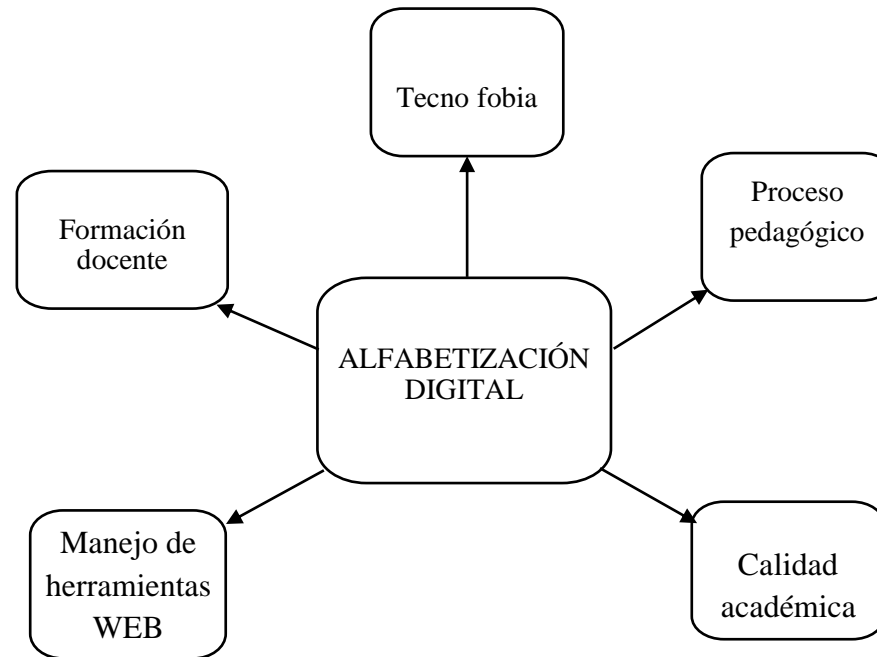 Tecno fobia
Proceso
pedagógico
Formación
docente
ALFABETIZACIÓN
DIGITAL
Manejo de
herramientas
WEB
Calidad
académica